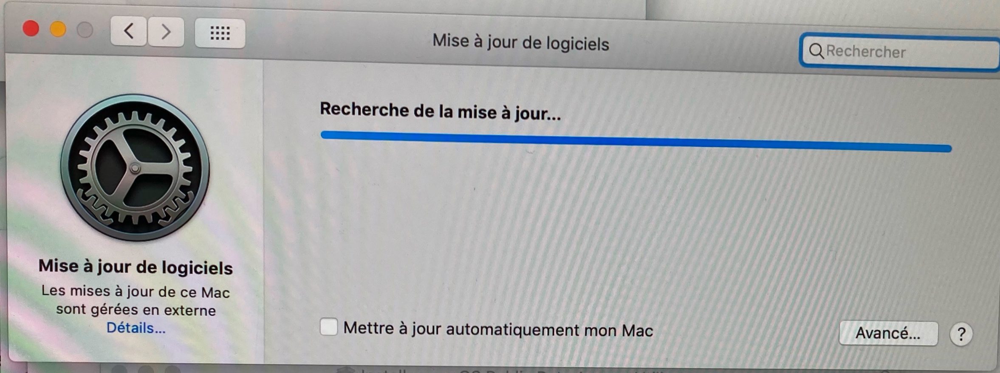 Mise à jour de logiciels
Rechercher
Recherche de la mise à jour...
Mise à jour de logiciels
Les mises à jour de ce Mac
sont gérées en externe
Détails...
Mettre à jour automatiquement mon Mac
Avancé...
?